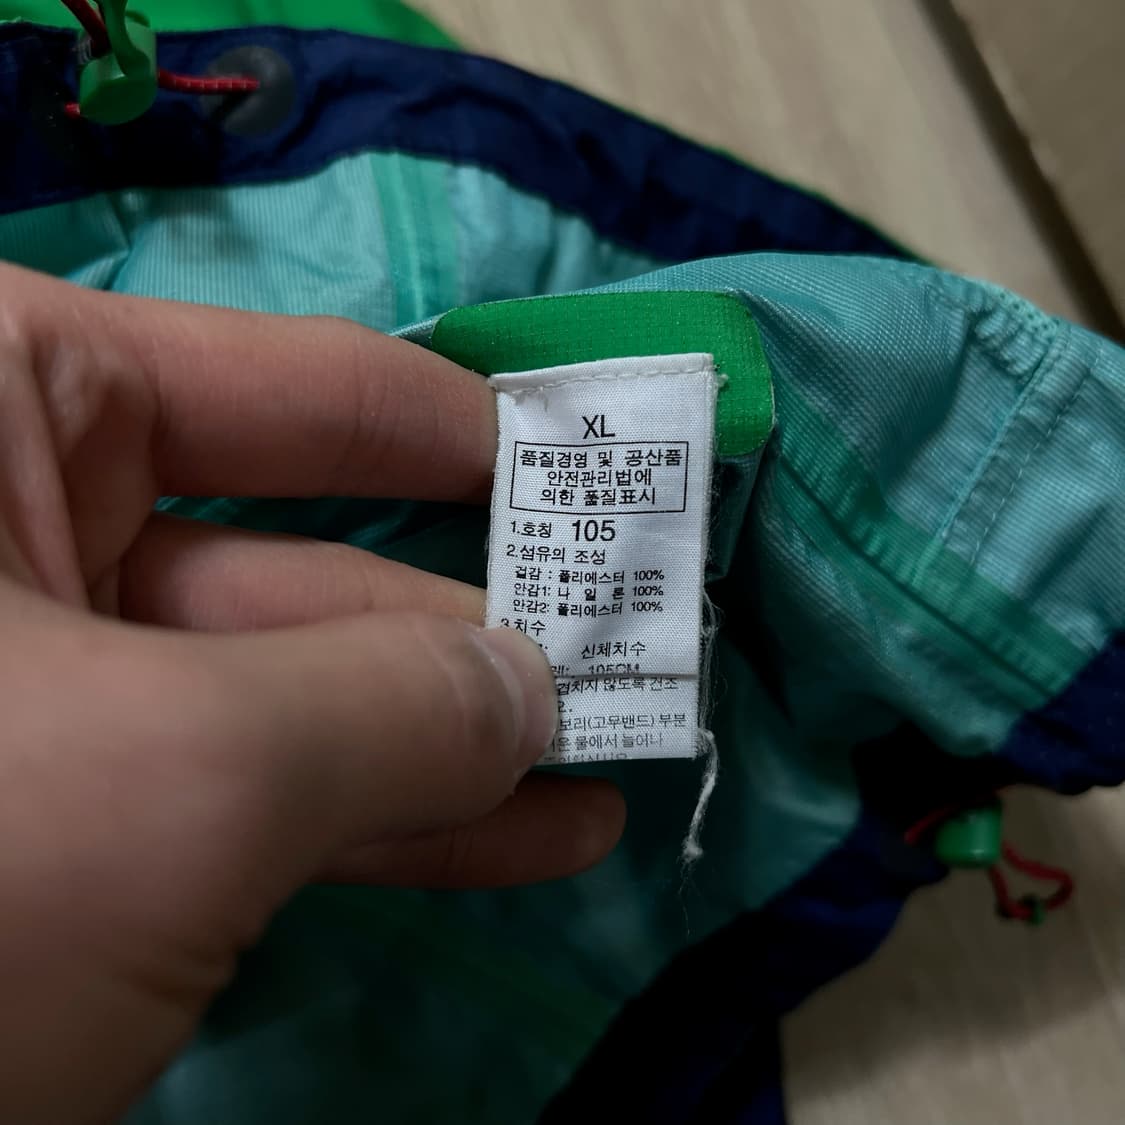 XL
품질경영 및 공산품
안전관리법에
의한 품질표시
1.호칭 105
2.섬유의 조성
겉감 : 폴리에스터 100%
안감1: 나 일 론 100%
안감2: 폴리에스터 100%
3.치수
신체치수
105CM
겹치지 않도록 건조
보리(고무밴드) 부분
물에서 늘어나